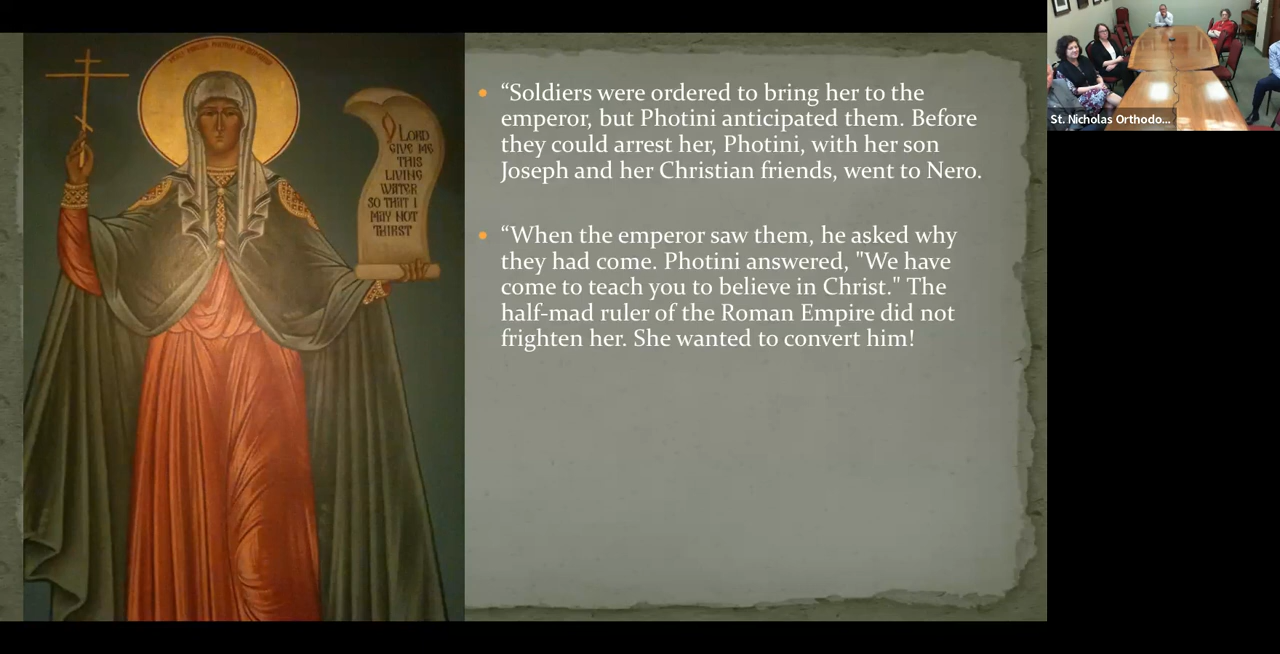 “Soldiers were ordered to bring her to the
emperor, but Photini anticipated them. Before
they could arrest her, Photini, with her son
Joseph and her Christian friends, went to Nero.
“When the emperor saw them, he asked why
they had come. Photini answered, "We have
come to teach you to believe in Christ." The
half-mad ruler of the Roman Empire did not
frighten her. She wanted to convert him!
O LORD
GIVE ME
THIS
LIVING
WATER
SO THAT I
MAY NOT
THIRST
St. Nicholas Orthodo...